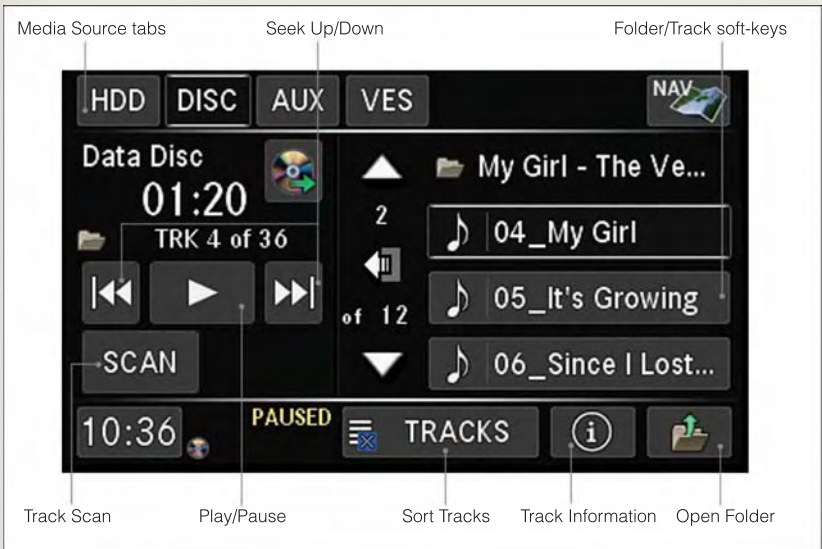 Media Source tabs
Seek Up/Down
Folder/Track soft-keys
HDD
DISC
AUX
VES
NAV
Data Disc
01:20
TRK 4 of 36
2
of 12
My Girl - The Ve...
04_My Girl
05_It's Growing
06_Since I Lost...
SCAN
10:36
PAUSED
TRACKS
i
Track Scan
Play/Pause
Sort Tracks
Track Information
Open Folder